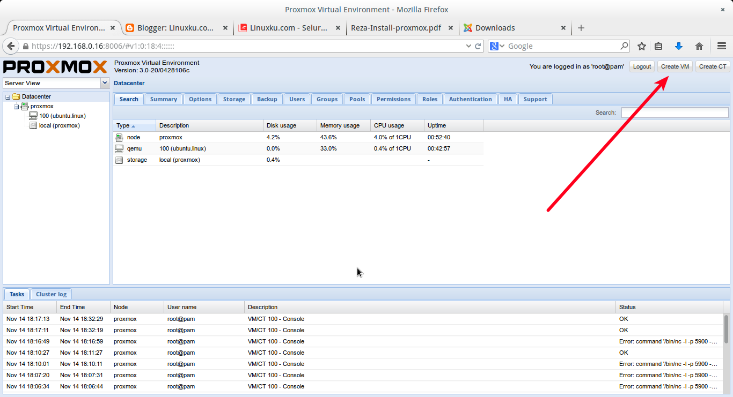 Proxmox Virtual Environment - Mozilla Firefox
Proxmox Virtual Environ... Blogger: Linuxku.co... Linuxku.com - Selur... Reza-Install-proxmox.pdf Downloads
https://192.168.0.16:8006/#v1:0:18:4::::::
Google
PROXMOX
Proxmox Virtual Environment
Version: 3.0-20/0428106c
You are logged in as 'root@pam' Logout Create VM Create CT
Server View
Datacenter
Datacenter
proxmox
100 (ubuntu.linux)
local (proxmox)
Search Summary Options Storage Backup Users Groups Pools Permissions Roles Authentication HA Support
Search:
Type Description Disk usage Memory usage CPU usage Uptime
node proxmox 4.2% 43.6% 4.0% of 1CPU 00:52:40
qemu 100 (ubuntu.linux) 0.0% 33.0% 0.4% of 1CPU 00:42:57
storage local (proxmox) 0.4% -
Tasks Cluster log
Start Time End Time Node User name Description Status
Nov 14 18:17:13 Nov 14 18:32:29 proxmox root@pam VM/CT 100 - Console OK
Nov 14 18:17:11 Nov 14 18:32:19 proxmox root@pam VM/CT 100 - Console OK
Nov 14 18:16:49 Nov 14 18:16:59 proxmox root@pam VM/CT 100 - Console Error: command '/bin/nc -l -p 5900 -...
Nov 14 18:10:27 Nov 14 18:11:27 proxmox root@pam VM/CT 100 - Console OK
Nov 14 18:10:01 Nov 14 18:10:11 proxmox root@pam VM/CT 100 - Console Error: command '/bin/nc -l -p 5900 -...
Nov 14 18:07:20 Nov 14 18:07:31 proxmox root@pam VM/CT 100 - Console Error: command '/bin/nc -l -p 5900 -...
Nov 14 18:06:34 Nov 14 18:06:44 proxmox root@pam VM/CT 100 - Console Error: command '/bin/nc -l -p 5900 -...